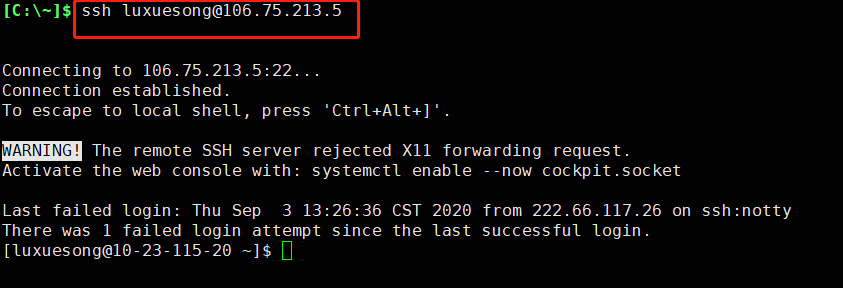 [C:\~]$ ssh luxuesong@106.75.213.5
Connecting to 106.75.213.5:22...
Connection established.
To escape to local shell, press 'Ctrl+Alt+]'.
WARNING! The remote SSH server rejected X11 forwarding request.
Activate the web console with: systemctl enable --now cockpit.socket
Last failed login: Thu Sep  3 13:26:36 CST 2020 from 222.66.117.26 on ssh:notty
There was 1 failed login attempt since the last successful login.
[luxuesong@10-23-115-20 ~]$